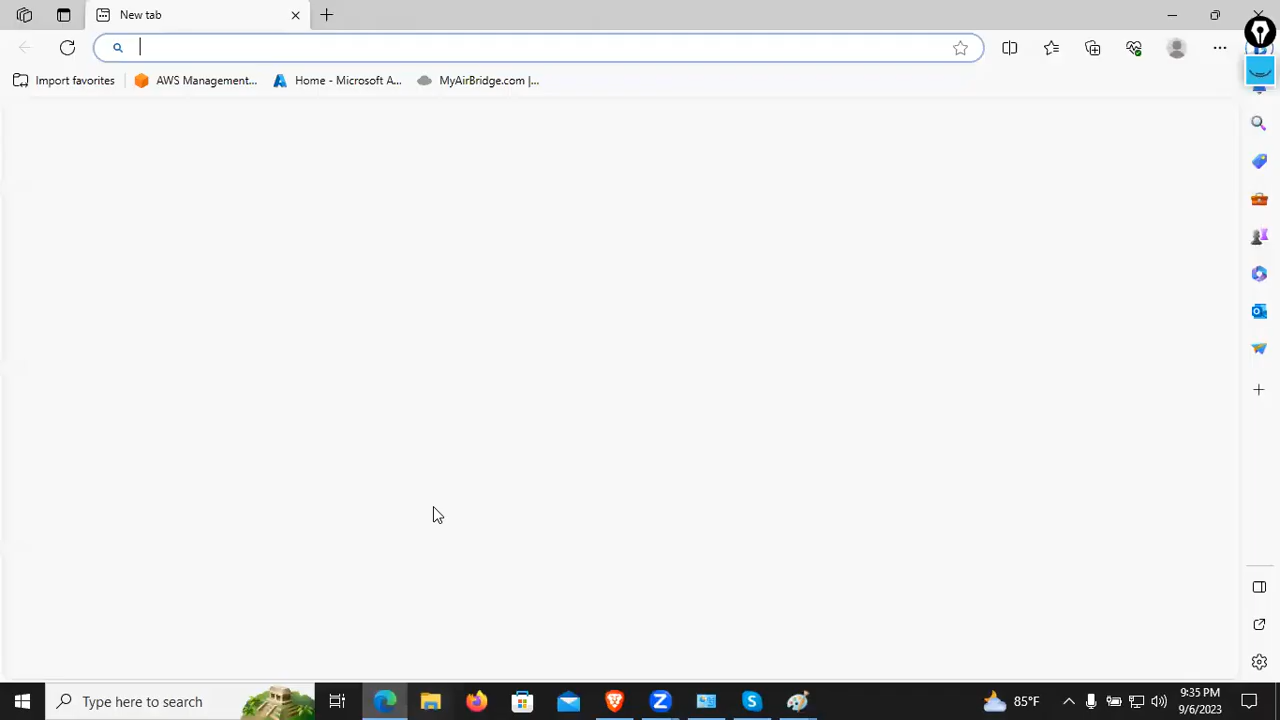 New tab
Import favorites
AWS Management...
Home - Microsoft A...
MyAirBridge.com |...
Type here to search
85°F
9:35 PM
9/6/2023